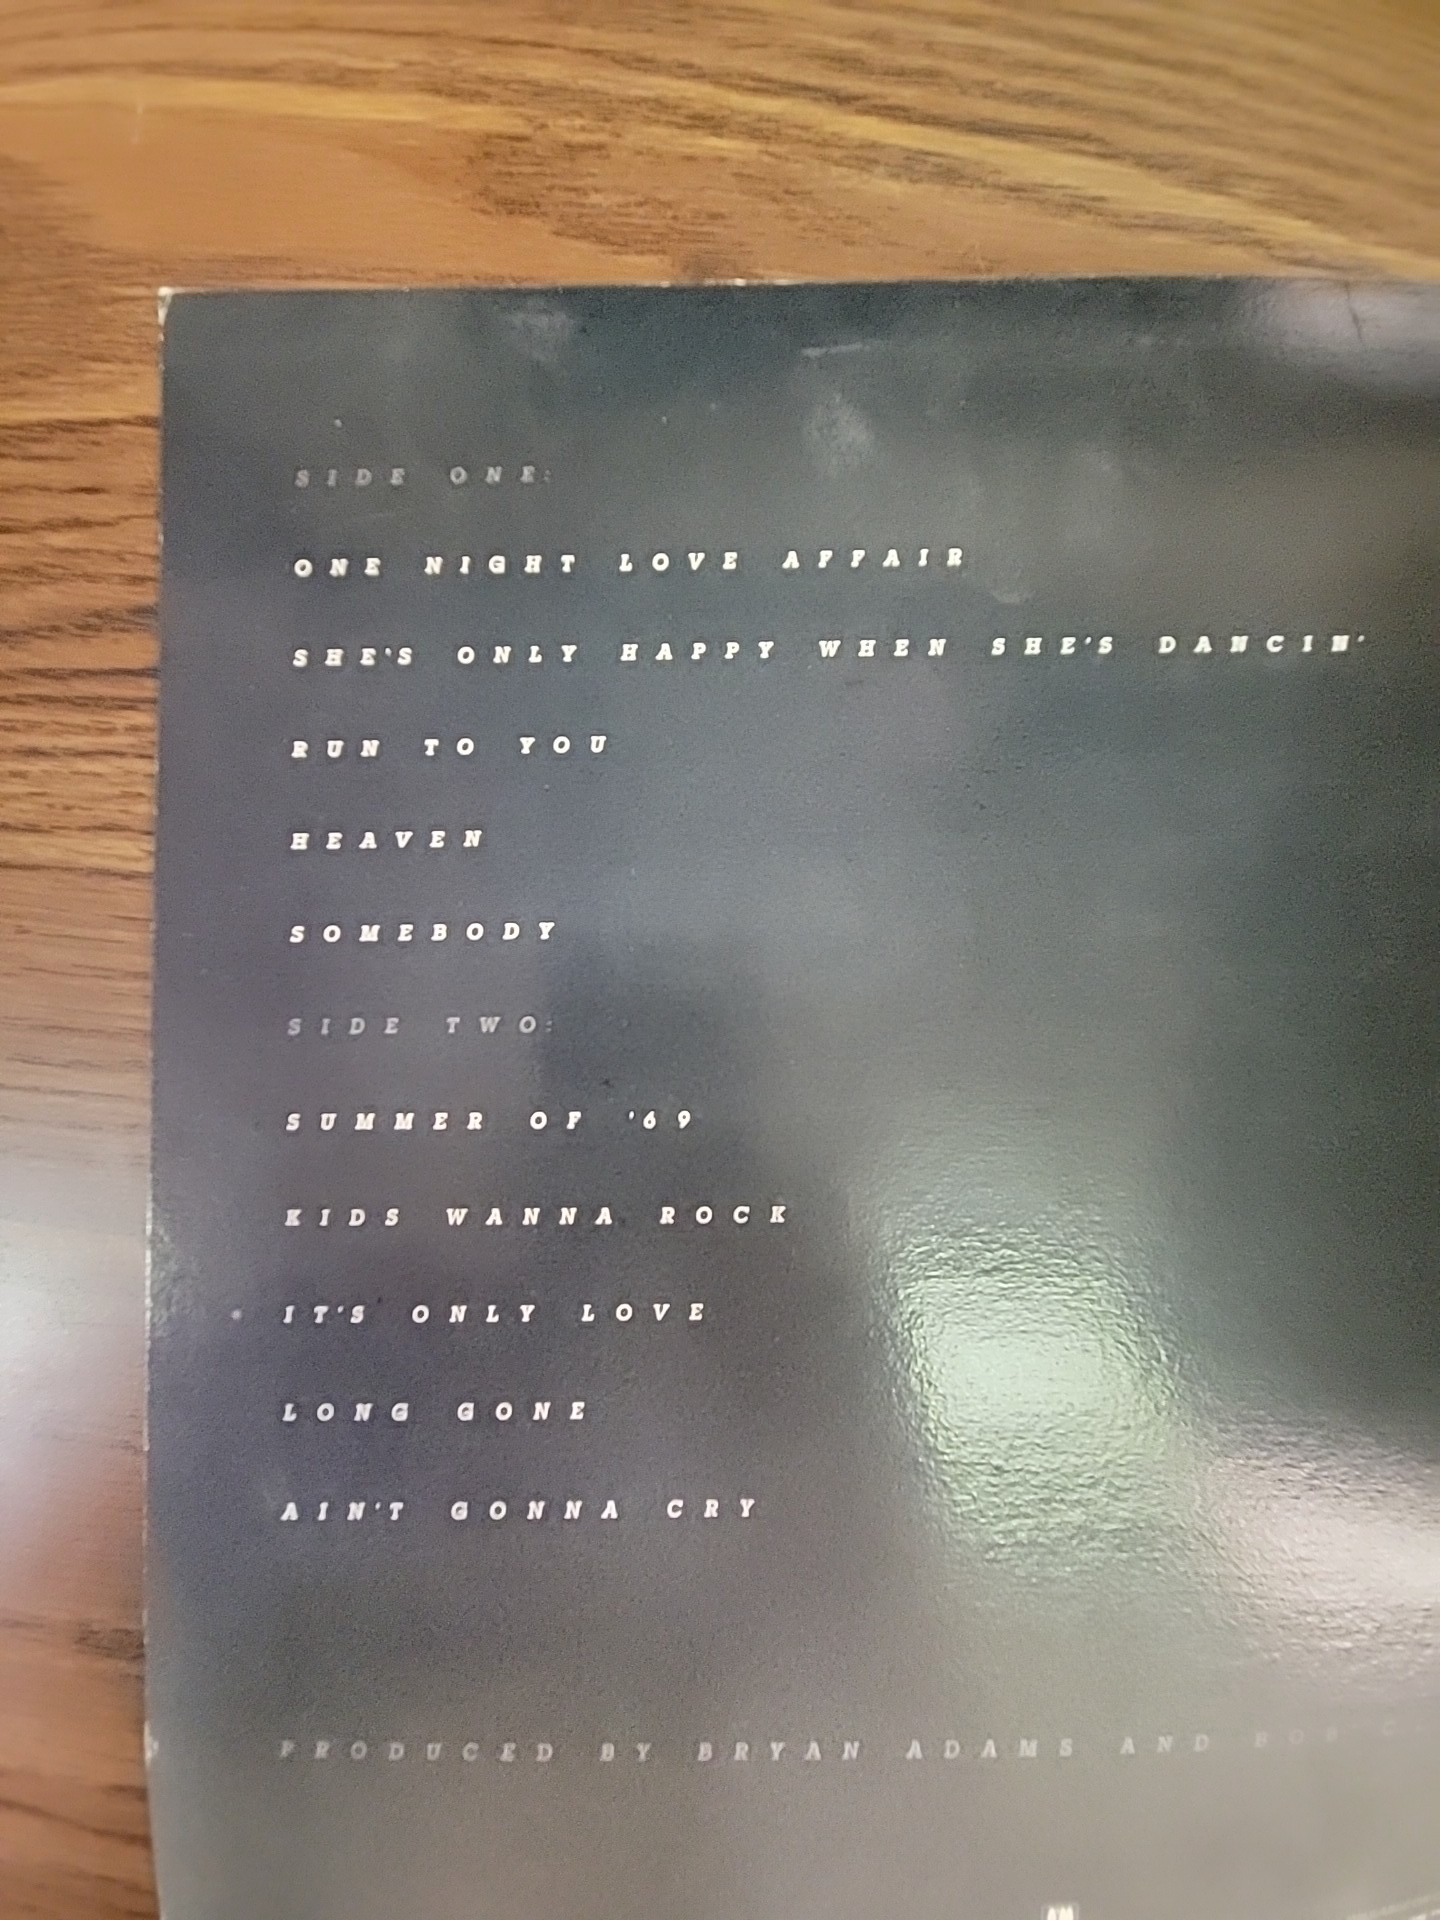 SIDE ONE:
ONE NIGHT LOVE AFFAIR
SHE'S ONLY HAPPY WHEN SHE'S DANCIN'
RUN TO YOU
HEAVEN
SOMEBODY
SIDE TWO:
SUMMER OF '69
KIDS WANNA ROCK
IT'S ONLY LOVE
LONG GONE
AIN'T GONNA CRY
PRODUCED BY BRYAN ADAMS AND BOB
A&M